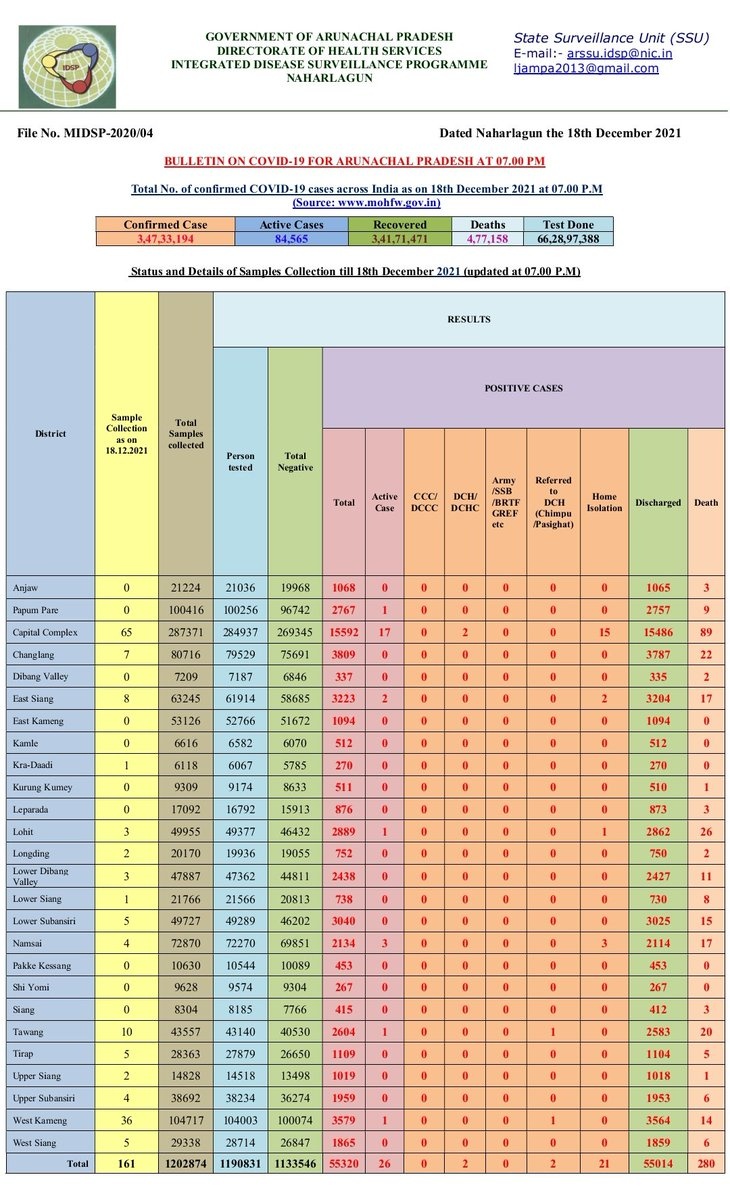 IDSP
GOVERNMENT OF ARUNACHAL PRADESH
DIRECTORATE OF HEALTH SERVICES
INTEGRATED DISEASE SURVEILLANCE PROGRAMME
NAHARLAGUN
State Surveillance Unit (SSU)
E-mail:- arssu.idsp@nic.in
ljampa2013@gmail.com
File No. MIDSP-2020/04 Dated Naharlagun the 18th December 2021
BULLETIN ON COVID-19 FOR ARUNACHAL PRADESH AT 07.00 PM
Total No. of confirmed COVID-19 cases across India as on 18th December 2021 at 07.00 P.M
(Source: www.mohfw.gov.in)
Confirmed Case Active Cases Recovered Deaths Test Done
3,47,33,194 84,565 3,41,71,471 4,77,158 66,28,97,388
Status and Details of Samples Collection till 18th December 2021 (updated at 07.00 P.M)
District
Sample
Collection
as on
18.12.2021
Total
Samples
collected
RESULTS
Person
tested
Total
Negative
POSITIVE CASES
Total
Active
Case
CCC/
DCCC
DCH/
DCHC
Army
/SSB
/BRTF
GREF
etc
Referred
to
DCH
(Chimpu
/Pasighat)
Home
Isolation
Discharged
Death
Anjaw 0 21224 21036 19968 1068 0 0 0 0 0 0 1065 3
Papum Pare 0 100416 100256 96742 2767 1 0 0 0 0 0 2757 9
Capital Complex 65 287371 284937 269345 15592 17 0 2 0 0 15 15486 89
Changlang 7 80716 79529 75691 3809 0 0 0 0 0 0 3787 22
Dibang Valley 0 7209 7187 6846 337 0 0 0 0 0 0 335 2
East Siang 8 63245 61914 58685 3223 2 0 0 0 0 2 3204 17
East Kameng 0 53126 52766 51672 1094 0 0 0 0 0 0 1094 0
Kamle 0 6616 6582 6070 512 0 0 0 0 0 0 512 0
Kra-Daadi 1 6118 6067 5785 270 0 0 0 0 0 0 270 0
Kurung Kumey 0 9309 9174 8633 511 0 0 0 0 0 0 510 1
Leparada 0 17092 16792 15913 876 0 0 0 0 0 0 873 3
Lohit 3 49955 49377 46432 2889 1 0 0 0 0 1 2862 26
Longding 2 20170 19936 19055 752 0 0 0 0 0 0 750 2
Lower Dibang
Valley 3 47887 47362 44811 2438 0 0 0 0 0 0 2427 11
Lower Siang 1 21766 21566 20813 738 0 0 0 0 0 0 730 8
Lower Subansiri 5 49727 49289 46202 3040 0 0 0 0 0 0 3025 15
Namsai 4 72870 72270 69851 2134 3 0 0 0 0 3 2114 17
Pakke Kessang 0 10630 10544 10089 453 0 0 0 0 0 0 453 0
Shi Yomi 0 9628 9574 9304 267 0 0 0 0 0 0 267 0
Siang 0 8304 8185 7766 415 0 0 0 0 0 0 412 3
Tawang 10 43557 43140 40530 2604 1 0 0 0 1 0 2583 20
Tirap 5 28363 27879 26650 1109 0 0 0 0 0 0 1104 5
Upper Siang 2 14828 14518 13498 1019 0 0 0 0 0 0 1018 1
Upper Subansiri 4 38692 38234 36274 1959 0 0 0 0 0 0 1953 6
West Kameng 36 104717 104003 100074 3579 1 0 0 0 1 0 3564 14
West Siang 5 29338 28714 26847 1865 0 0 0 0 0 0 1859 6
Total 161 1202874 1190831 1133546 55320 26 0 2 0 2 21 55014 280